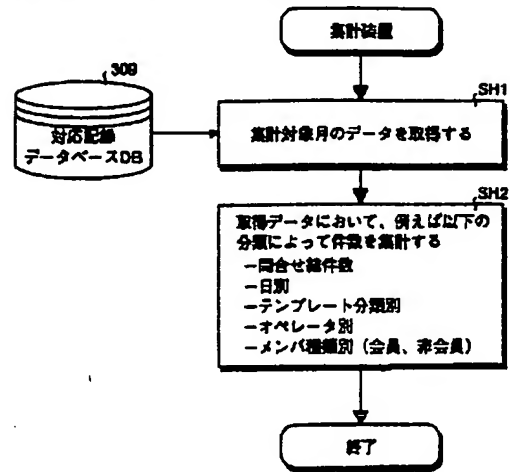 集計装置
309
対応記録
データベースDB
SH1
集計対象月のデータを取得する
SH2
取得データにおいて、例えば以下の
分類によって件数を集計する
－問合せ総件数
－日別
－テンプレート分類別
－オペレータ別
－メンバ種類別（会員、非会員）
終了